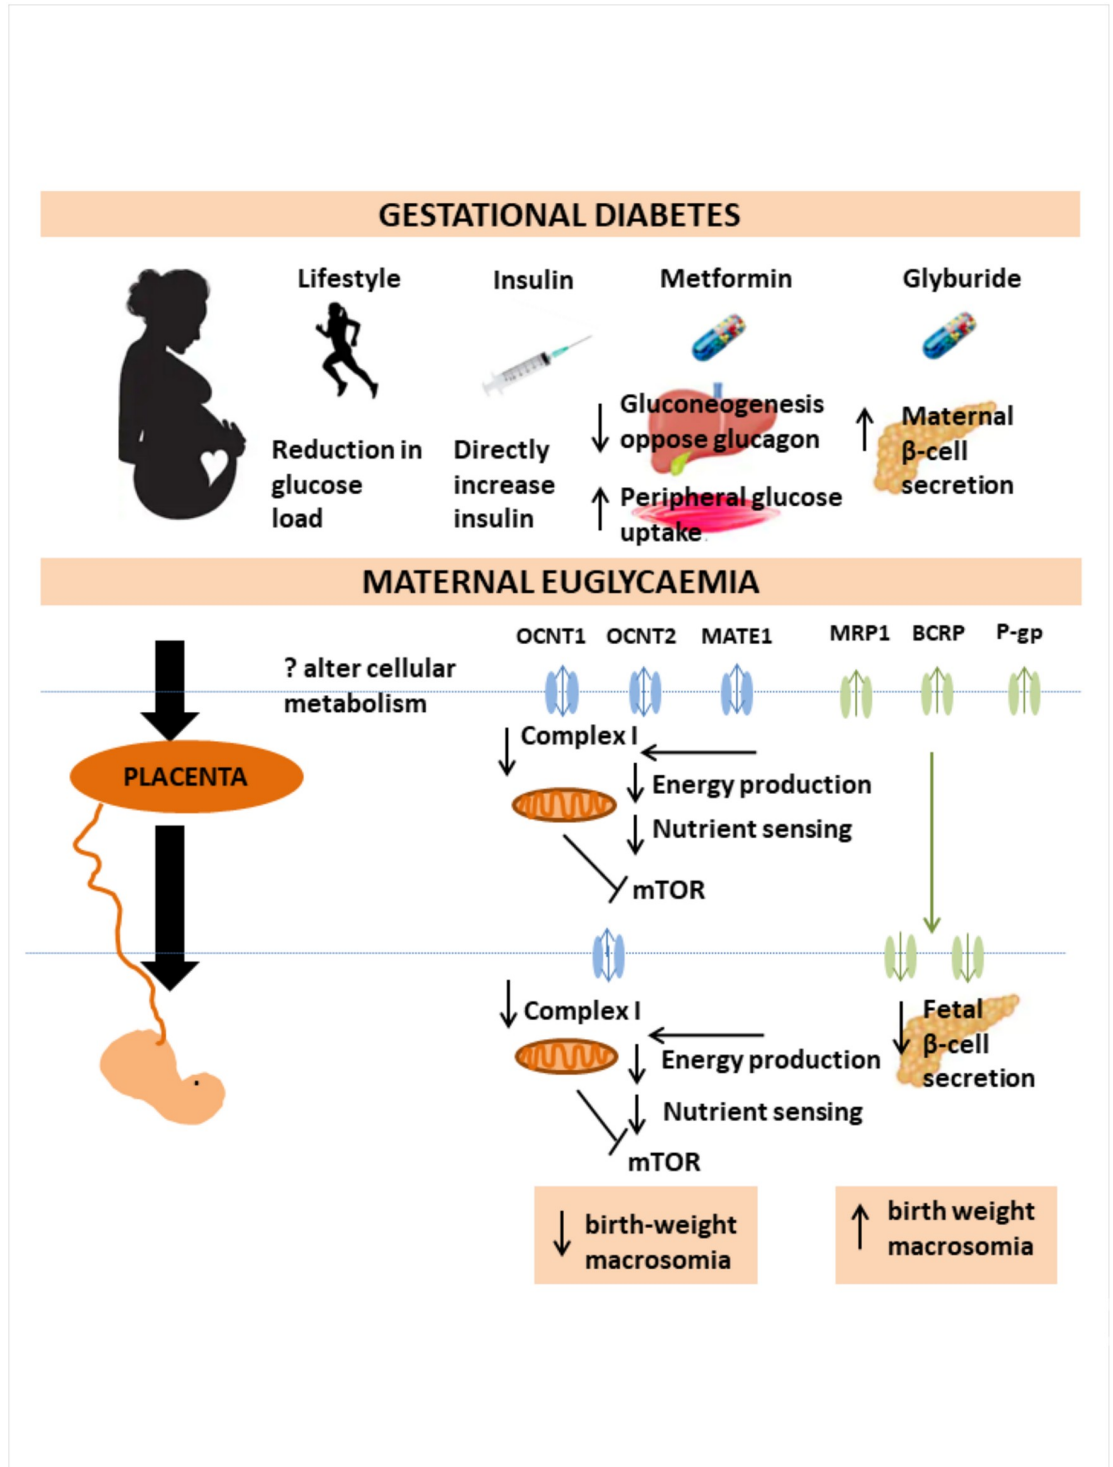 GESTATIONAL DIABETES
Lifestyle
Insulin
Metformin
Glyburide
Reduction in
glucose
load
Directly
increase
insulin
Gluconeogenesis
oppose glucagon
Peripheral glucose
uptake
Maternal
β-cell
secretion
MATERNAL EUGLYCAEMIA
OCNT1
OCNT2
MATE1
MRP1
BCRP
P-gp
? alter cellular
metabolism
PLACENTA
Complex I
Energy production
Nutrient sensing
mTOR
Complex I
Energy production
Nutrient sensing
mTOR
Fetal
β-cell
secretion
birth-weight
macrosomia
birth weight
macrosomia